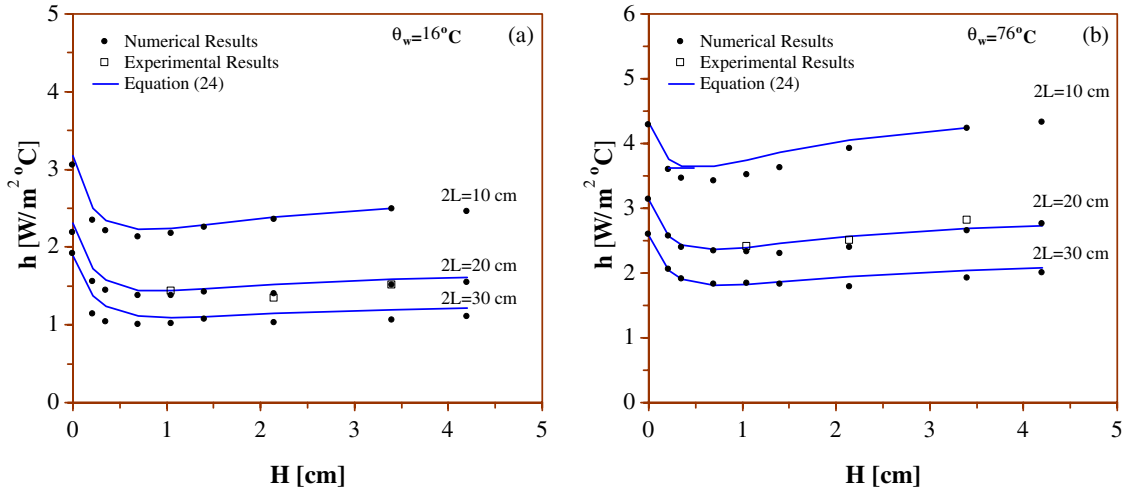 5
4
3
2
1
0
h [W/m² °C]
θw=16°C
(a)
Numerical Results
Experimental Results
Equation (24)
2L=10 cm
2L=20 cm
2L=30 cm
0
1
2
3
4
5
H [cm]
6
5
4
3
2
1
0
h [W/m² °C]
θw=76°C
(b)
Numerical Results
Experimental Results
Equation (24)
2L=10 cm
2L=20 cm
2L=30 cm
0
1
2
3
4
5
H [cm]